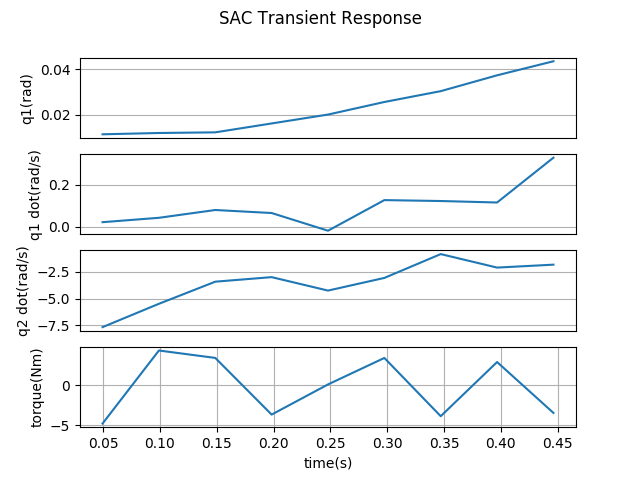 SAC Transient Response
0.04
0.02
q1(rad)
0.2
0.0
q1 dot(rad/s)
−2.5
−5.0
−7.5
q2 dot(rad/s)
0
−5
torque(Nm)
0.05 0.10 0.15 0.20 0.25 0.30 0.35 0.40 0.45
time(s)